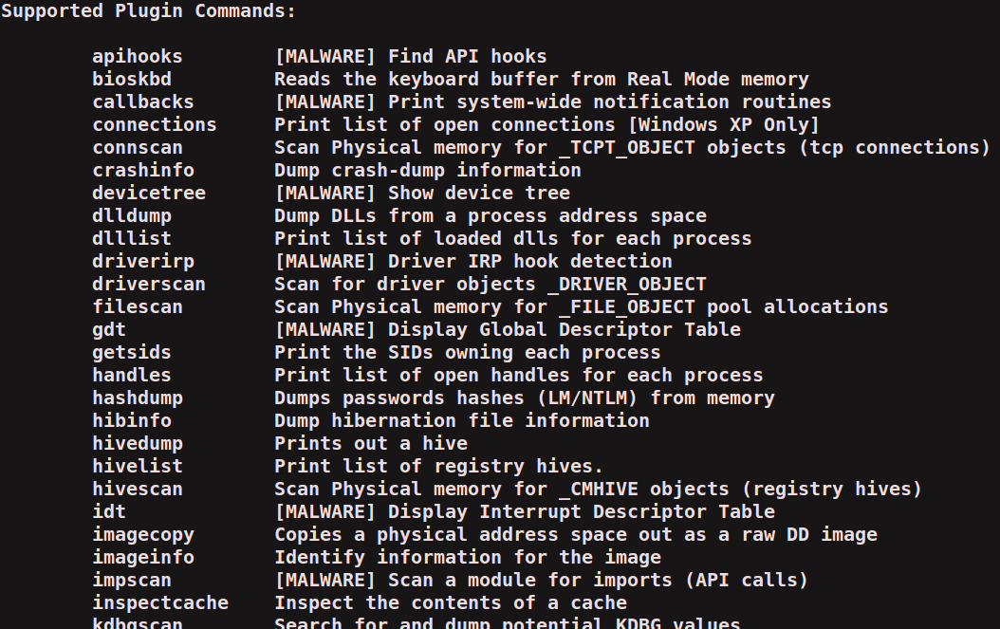 Supported Plugin Commands:
apihooks [MALWARE] Find API hooks
bioskbd Reads the keyboard buffer from Real Mode memory
callbacks [MALWARE] Print system-wide notification routines
connections Print list of open connections [Windows XP Only]
connscan Scan Physical memory for _TCPT_OBJECT objects (tcp connections)
crashinfo Dump crash-dump information
devicetree [MALWARE] Show device tree
dlldump Dump DLLs from a process address space
dlllist Print list of loaded dlls for each process
driverirp [MALWARE] Driver IRP hook detection
driverscan Scan for driver objects _DRIVER_OBJECT
filescan Scan Physical memory for _FILE_OBJECT pool allocations
gdt [MALWARE] Display Global Descriptor Table
getsids Print the SIDs owning each process
handles Print list of open handles for each process
hashdump Dumps passwords hashes (LM/NTLM) from memory
hibinfo Dump hibernation file information
hivedump Prints out a hive
hivelist Print list of registry hives.
hivescan Scan Physical memory for _CMHIVE objects (registry hives)
idt [MALWARE] Display Interrupt Descriptor Table
imagecopy Copies a physical address space out as a raw DD image
imageinfo Identify information for the image
impscan [MALWARE] Scan a module for imports (API calls)
inspectcache Inspect the contents of a cache
kdbgscan Search for and dump potential KDBG values